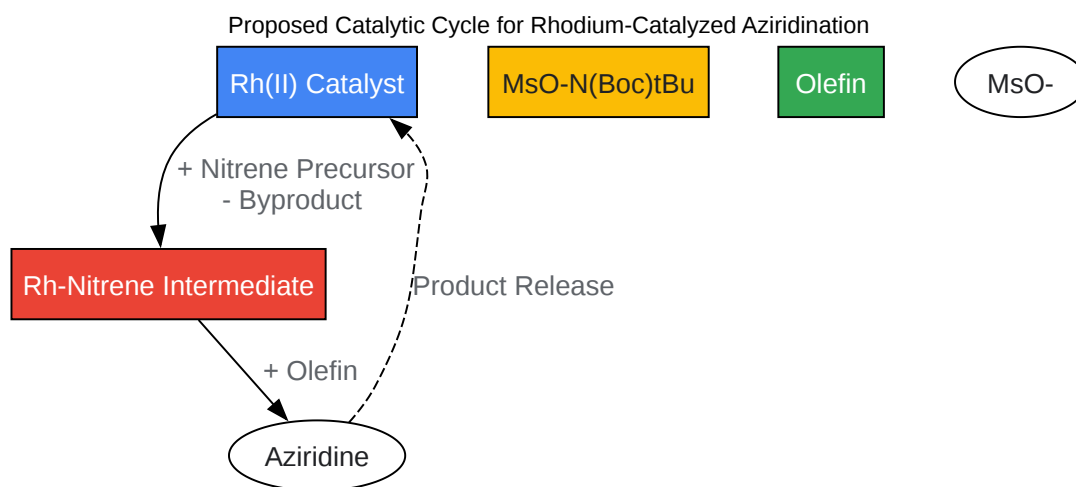 Proposed Catalytic Cycle for Rhodium-Catalyzed Aziridination
Rh(II) Catalyst
MsO-N(Boc)tBu
Olefin
MsO-
+ Nitrene Precursor
- Byproduct
Rh-Nitrene Intermediate
Product Release
+ Olefin
Aziridine